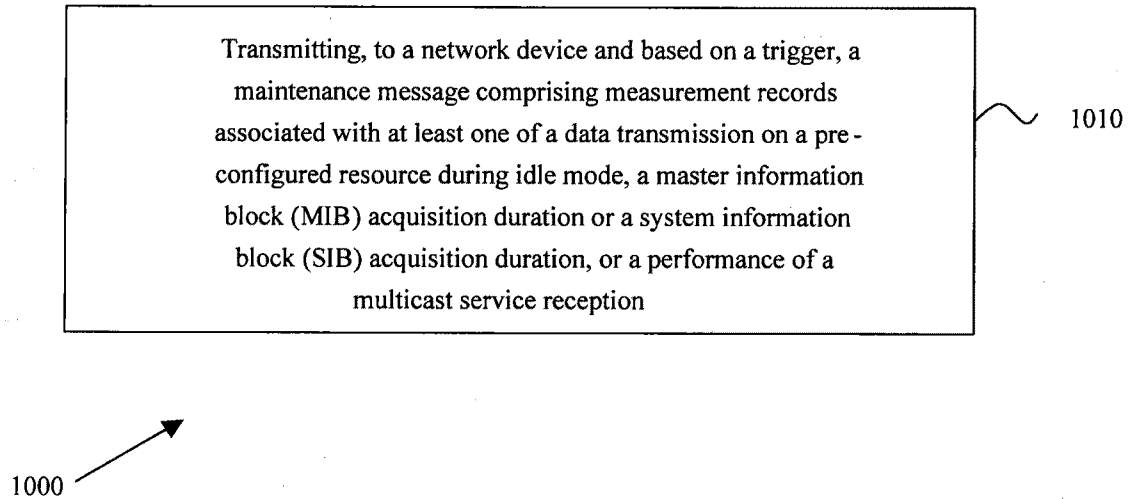 Transmitting, to a network device and based on a trigger, a
maintenance message comprising measurement records
associated with at least one of a data transmission on a pre-
configured resource during idle mode, a master information
block (MIB) acquisition duration or a system information
block (SIB) acquisition duration, or a performance of a
multicast service reception
1010
1000